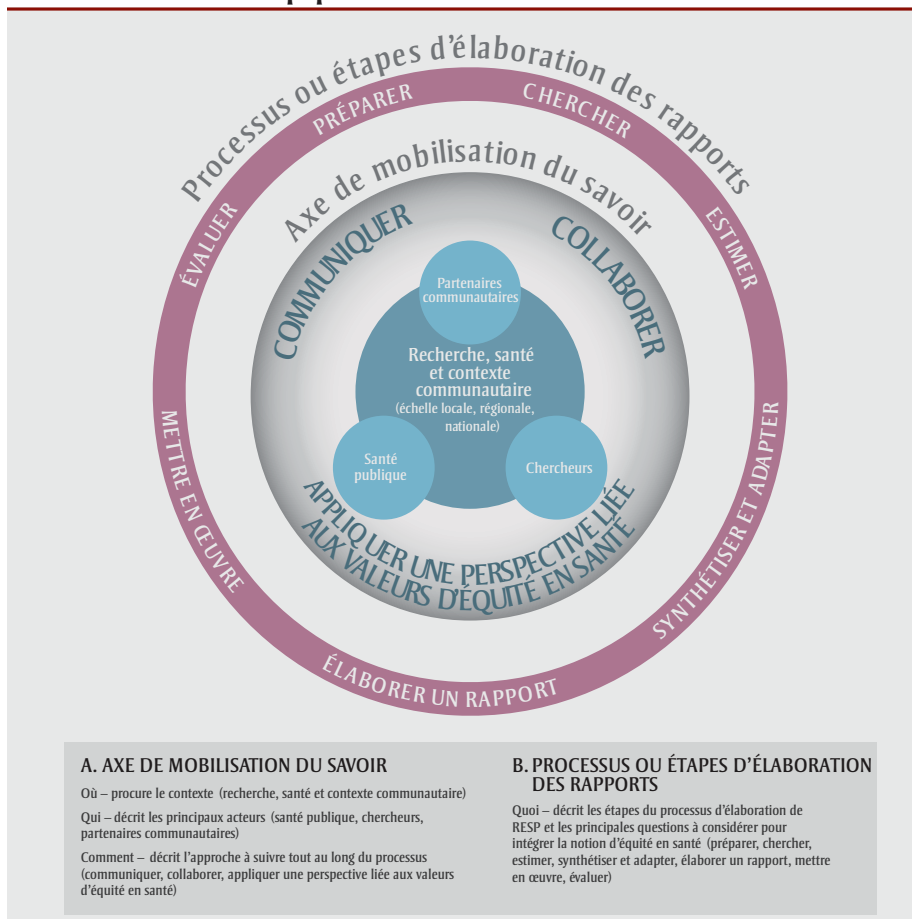 Processus ou étapes d’élaboration des rapports
PRÉPARER
CHERCHER
ESTIMER
SYNTHÉTISER ET ADAPTER
ÉLABORER UN RAPPORT
METTRE EN ŒUVRE
ÉVALUER
Axe de mobilisation du savoir
COMMUNIQUER
COLLABORER
APPLIQUER UNE PERSPECTIVE LIÉE
AUX VALEURS D’ÉQUITÉ EN SANTÉ
Partenaires
communautaires
Recherche, santé
et contexte
communautaire
(échelle locale, régionale,
nationale)
Santé
publique
Chercheurs
A. AXE DE MOBILISATION DU SAVOIR
Où – procure le contexte (recherche, santé et contexte communautaire)
Qui – décrit les principaux acteurs (santé publique, chercheurs,
partenaires communautaires)
Comment – décrit l’approche à suivre tout au long du processus
(communiquer, collaborer, appliquer une perspective liée aux valeurs
d’équité en santé)
B. PROCESSUS OU ÉTAPES D’ÉLABORATION
DES RAPPORTS
Quoi – décrit les étapes du processus d’élaboration de
RESP et les principales questions à considérer pour
intégrer la notion d’équité en santé (préparer, chercher,
estimer, synthétiser et adapter, élaborer un rapport, mettre
en œuvre, évaluer)